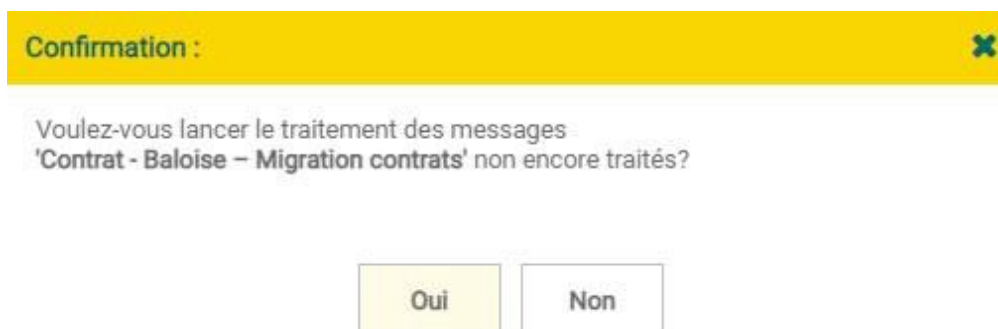 Confirmation :
Voulez-vous lancer le traitement des messages
'Contrat - Baloise – Migration contrats' non encore traités?
Oui
Non